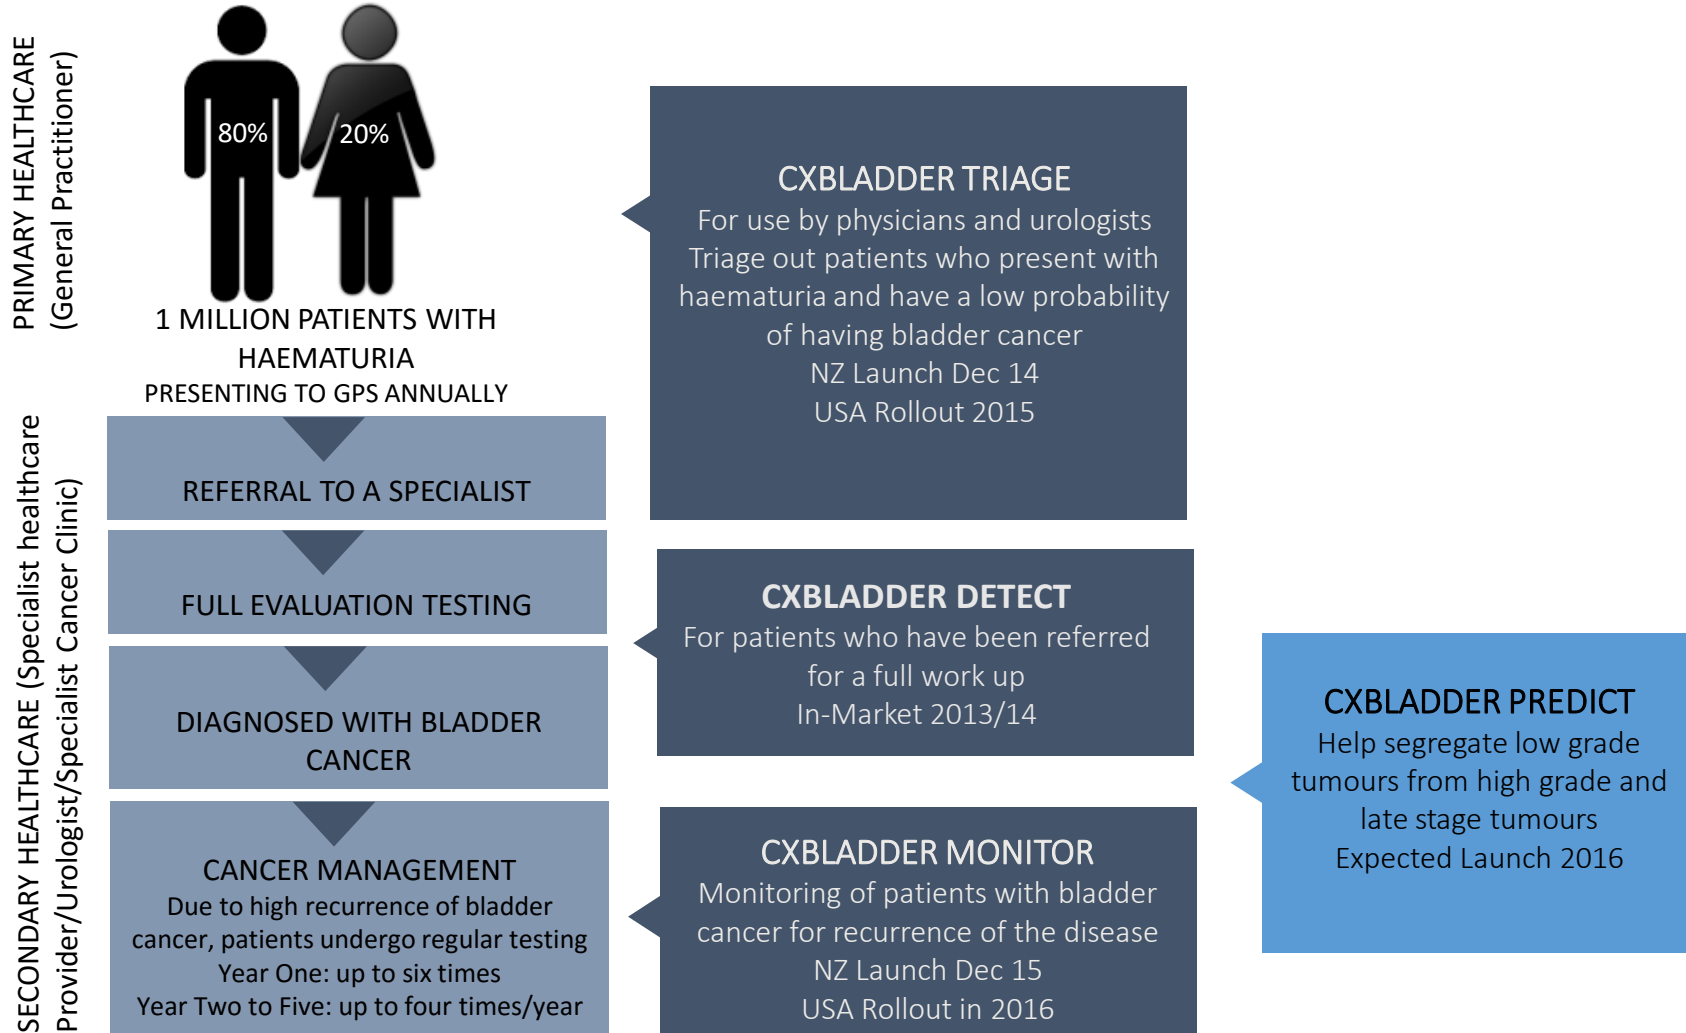 PRIMARY HEALTHCARE
(General Practitioner)
80%
20%
1 MILLION PATIENTS WITH
HAEMATURIA
PRESENTING TO GPS ANNUALLY
CXBLADDER TRIAGE
For use by physicians and urologists
Triage out patients who present with
haematuria and have a low probability
of having bladder cancer
NZ Launch Dec 14
USA Rollout 2015
SECONDARY HEALTHCARE (Specialist healthcare
Provider/Urologist/Specialist Cancer Clinic)
REFERRAL TO A SPECIALIST
FULL EVALUATION TESTING
DIAGNOSED WITH BLADDER
CANCER
CANCER MANAGEMENT
Due to high recurrence of bladder
cancer, patients undergo regular testing
Year One: up to six times
Year Two to Five: up to four times/year
CXBLADDER DETECT
For patients who have been referred
for a full work up
In-Market 2013/14
CXBLADDER MONITOR
Monitoring of patients with bladder
cancer for recurrence of the disease
NZ Launch Dec 15
USA Rollout in 2016
CXBLADDER PREDICT
Help segregate low grade
tumours from high grade and
late stage tumours
Expected Launch 2016